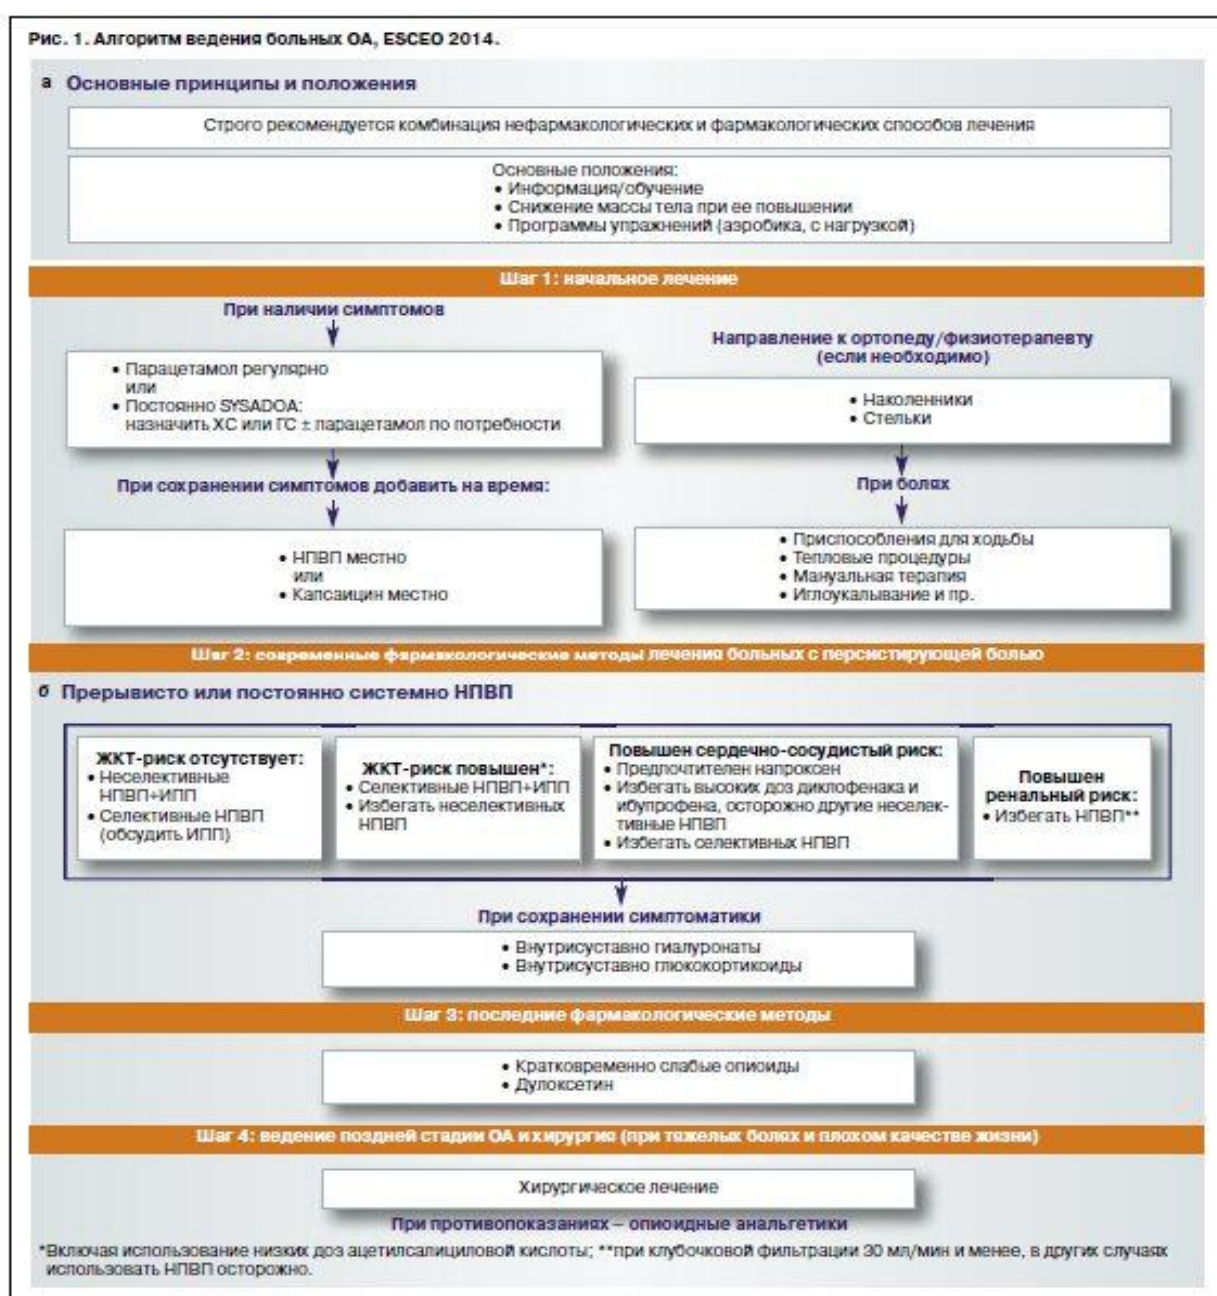 Рис. 1. Алгоритм ведения больных ОА, ESCEO 2014.
а Основные принципы и положения
Строго рекомендуется комбинация нефармакологических и фармакологических способов лечения
Основные положения:
• Информация/обучение
• Снижение массы тела при ее повышении
• Программы упражнений (аэробика, с нагрузкой)
Шаг 1: начальное лечение
При наличии симптомов
• Парацетамол регулярно
или
• Постоянно SYSADOA:
назначить ХС или ГС ± парацетамол по потребности
При сохранении симптомов добавить на время:
• НПВП местно
или
• Капсаицин местно
Направление к ортопеду/физиотерапевту
(если необходимо)
• Наколенники
• Стельки
При болях
• Приспособления для ходьбы
• Тепловые процедуры
• Мануальная терапия
• Иглоукалывание и пр.
Шаг 2: современные фармакологические методы лечения больных с персистирующей болью
б Прерывисто или постоянно системно НПВП
ЖКТ-риск отсутствует:
• Неселективные
НПВП+ИПП
• Селективные НПВП
(обсудить ИПП)
ЖКТ-риск повышен*:
• Селективные НПВП+ИПП
• Избегать неселективных
НПВП
Повышен сердечно-сосудистый риск:
• Предпочтителен напроксен
• Избегать высоких доз диклофенака и
ибупрофена, осторожно другие неселек-
тивные НПВП
• Избегать селективных НПВП
Повышен
ренальный риск:
• Избегать НПВП**
При сохранении симптоматики
• Внутрисуставно гиалуронаты
• Внутрисуставно глюкокортикоиды
Шаг 3: последние фармакологические методы
• Кратковременно слабые опиоиды
• Дулоксетин
Шаг 4: ведение поздней стадии ОА и хирургия (при тяжелых болях и плохом качестве жизни)
Хирургическое лечение
При противопоказаниях – опиоидные анальгетики
*Включая использование низких доз ацетилсалициловой кислоты; **при клубочковой фильтрации 30 мл/мин и менее, в других случаях
использовать НПВП осторожно.